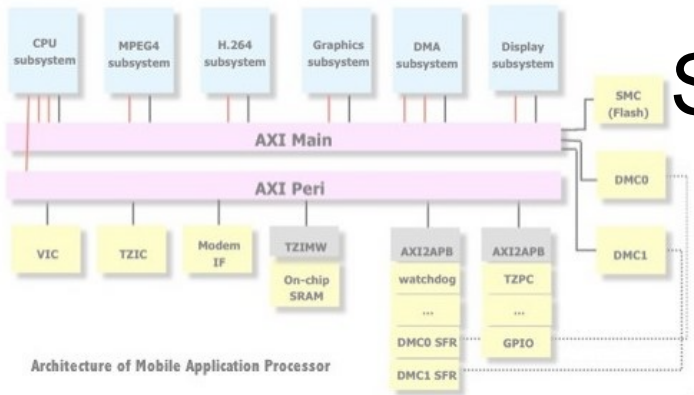 CPU
subsystem
MPEG4
subsystem
H.264
subsystem
Graphics
subsystem
DMA
subsystem
Display
subsystem
S
SMC
(Flash)
AXI Main
DMC0
AXI Peri
VIC
TZIC
Modem
IF
TZIMW
On-chip
SRAM
AXI2APB
watchdog
...
DMC0 SFR
DMC1 SFR
AXI2APB
TZPC
...
GPIO
DMC1
Architecture of Mobile Application Processor